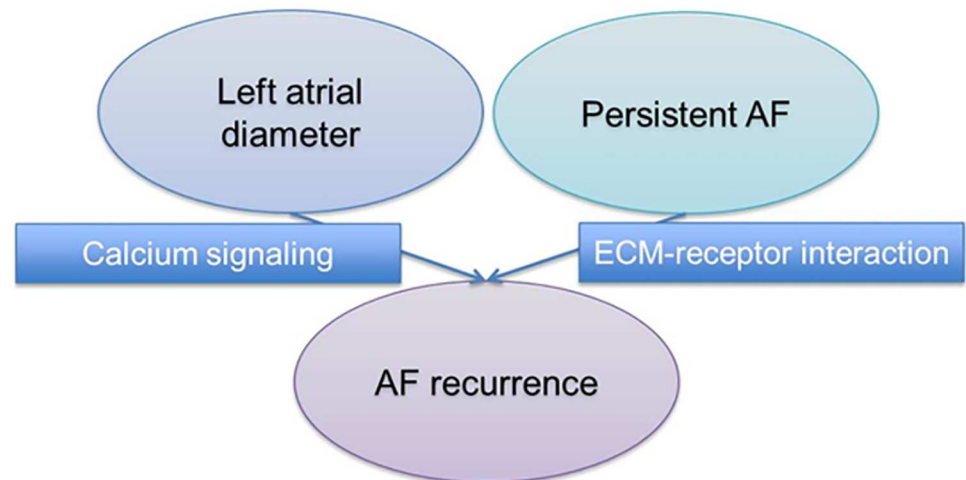 Left atrial
diameter
Persistent AF
Calcium signaling
ECM-receptor interaction
AF recurrence